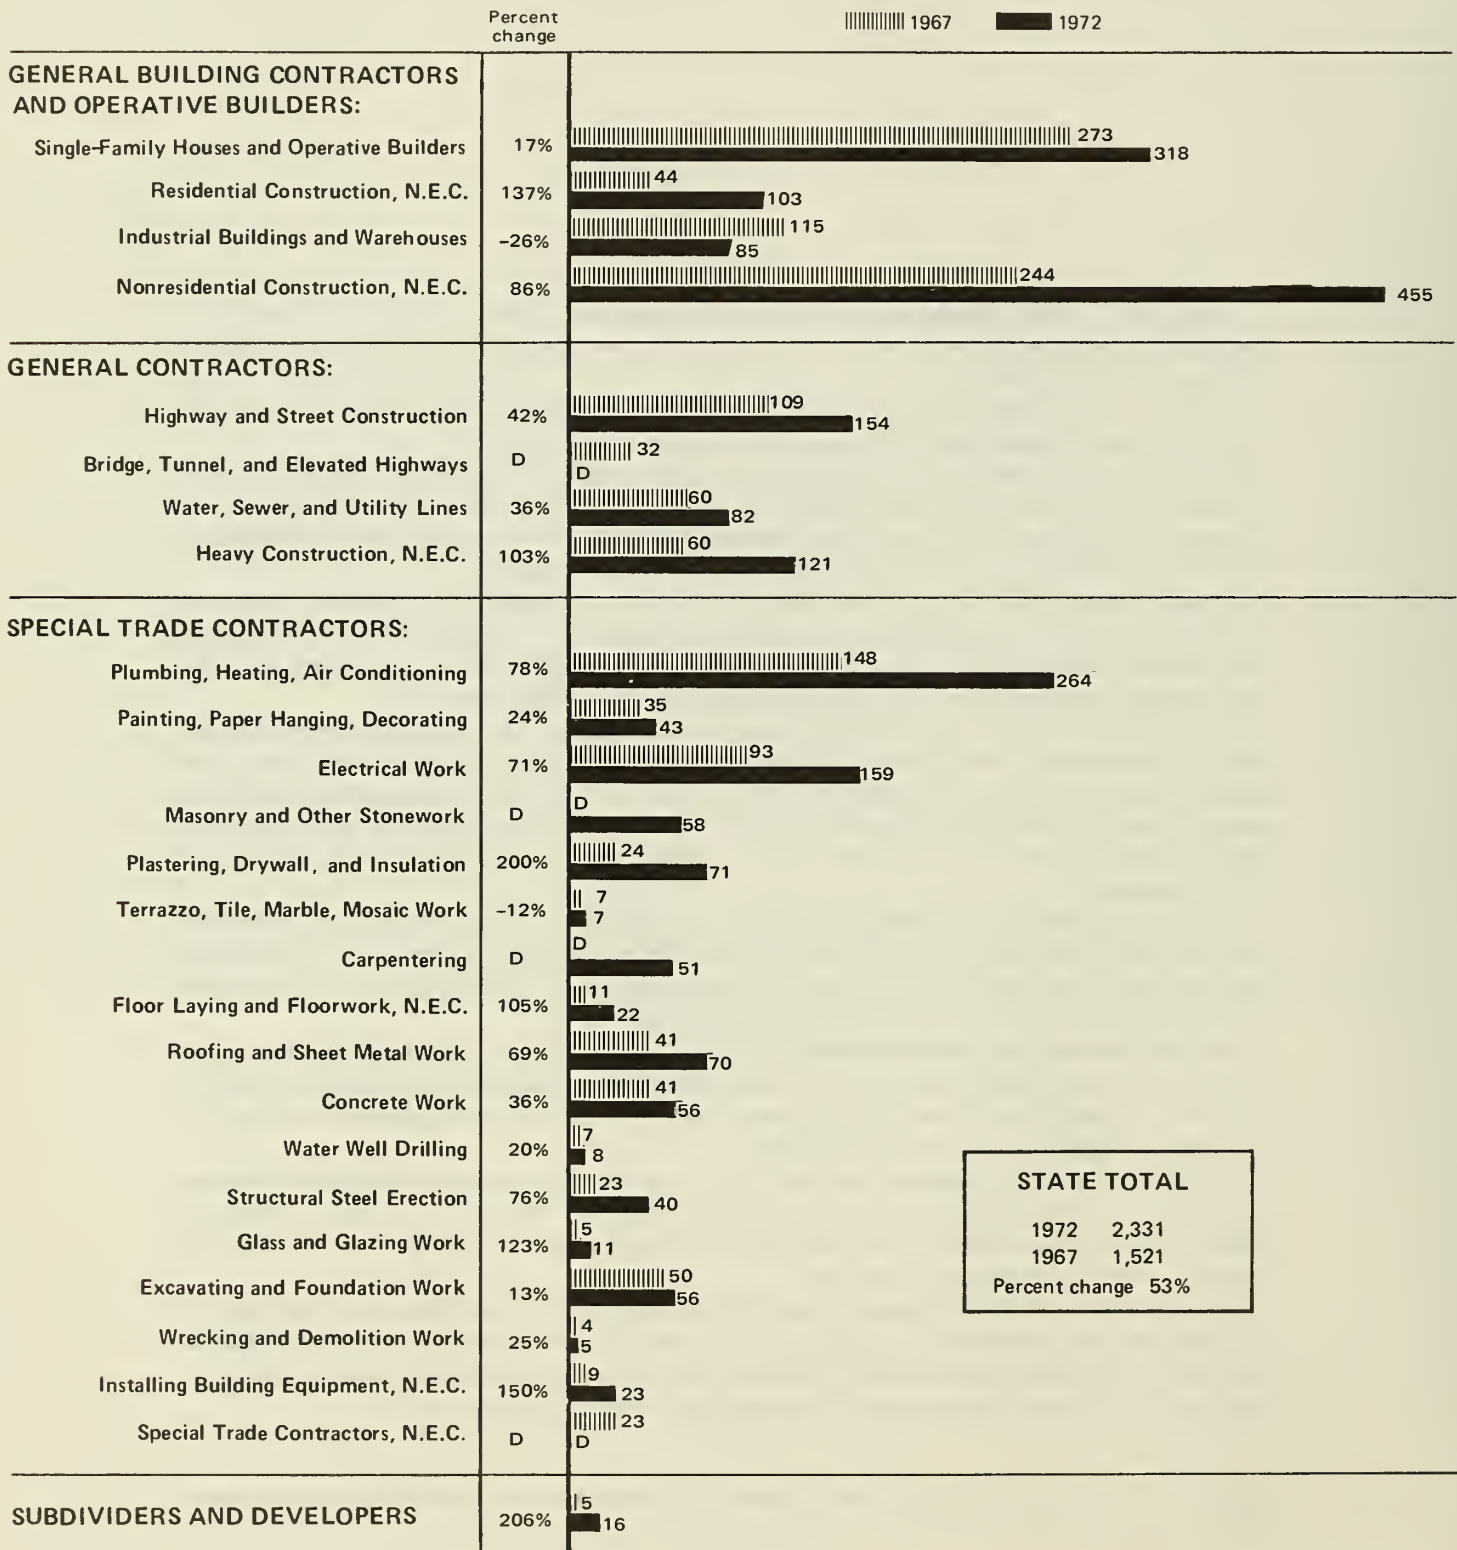 Percent
change
1967 1972
GENERAL BUILDING CONTRACTORS
AND OPERATIVE BUILDERS:
Single-Family Houses and Operative Builders 17% 273
318
Residential Construction, N.E.C. 137% 44
103
Industrial Buildings and Warehouses -26% 115
85
Nonresidential Construction, N.E.C. 86% 244
455
GENERAL CONTRACTORS:
Highway and Street Construction 42% 109
154
Bridge, Tunnel, and Elevated Highways D 32
D
Water, Sewer, and Utility Lines 36% 60
82
Heavy Construction, N.E.C. 103% 60
121
SPECIAL TRADE CONTRACTORS:
Plumbing, Heating, Air Conditioning 78% 148
264
Painting, Paper Hanging, Decorating 24% 35
43
Electrical Work 71% 93
159
Masonry and Other Stonework D D
58
Plastering, Drywall, and Insulation 200% 24
71
Terrazzo, Tile, Marble, Mosaic Work -12% 7
7
Carpentering D D
51
Floor Laying and Floorwork, N.E.C. 105% 11
22
Roofing and Sheet Metal Work 69% 41
70
Concrete Work 36% 41
56
Water Well Drilling 20% 7
8
Structural Steel Erection 76% 23
40
Glass and Glazing Work 123% 5
11
Excavating and Foundation Work 13% 50
56
Wrecking and Demolition Work 25% 4
5
Installing Building Equipment, N.E.C. 150% 9
23
Special Trade Contractors, N.E.C. D 23
D
STATE TOTAL
1972 2,331
1967 1,521
Percent change 53%
SUBDIVIDERS AND DEVELOPERS 206% 5
16